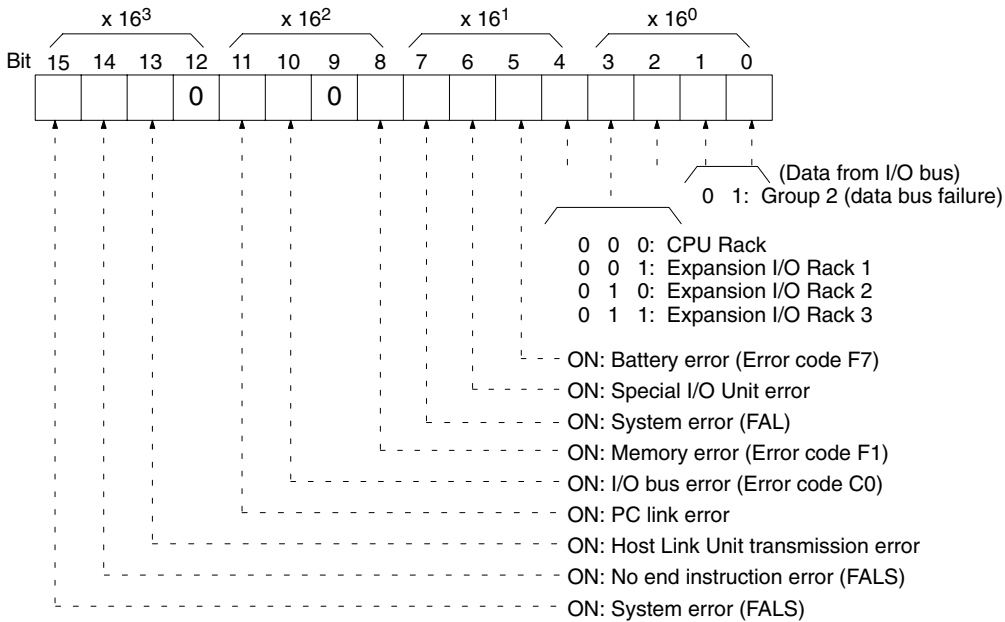 x 16³ x 16² x 16¹ x 16⁰
Bit 15 14 13 12 11 10 9 8 7 6 5 4 3 2 1 0
0 0
(Data from I/O bus)
0 1: Group 2 (data bus failure)
0 0 0: CPU Rack
0 0 1: Expansion I/O Rack 1
0 1 0: Expansion I/O Rack 2
0 1 1: Expansion I/O Rack 3
ON: Battery error (Error code F7)
ON: Special I/O Unit error
ON: System error (FAL)
ON: Memory error (Error code F1)
ON: I/O bus error (Error code C0)
ON: PC link error
ON: Host Link Unit transmission error
ON: No end instruction error (FALS)
ON: System error (FALS)